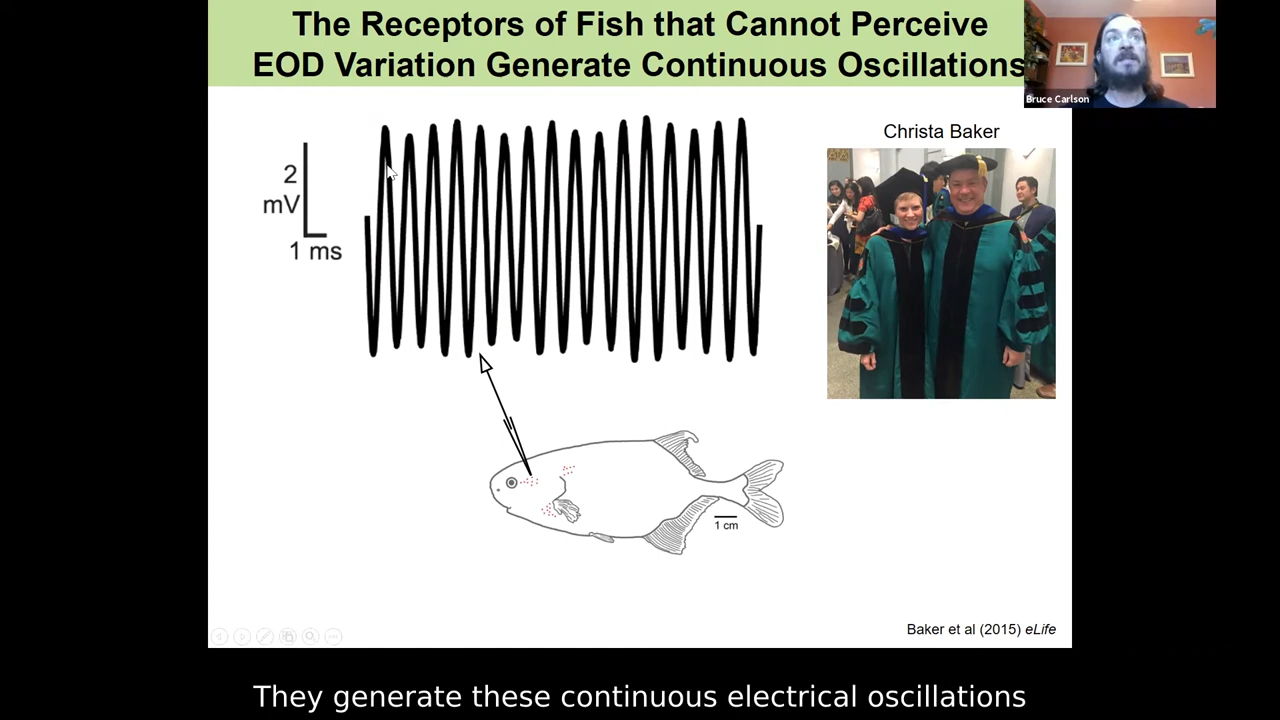 The Receptors of Fish that Cannot Perceive
EOD Variation Generate Continuous Oscillations
Bruce Carlson
Christa Baker
2
mV
1 ms
1 cm
Baker et al (2015) eLife
They generate these continuous electrical oscillations